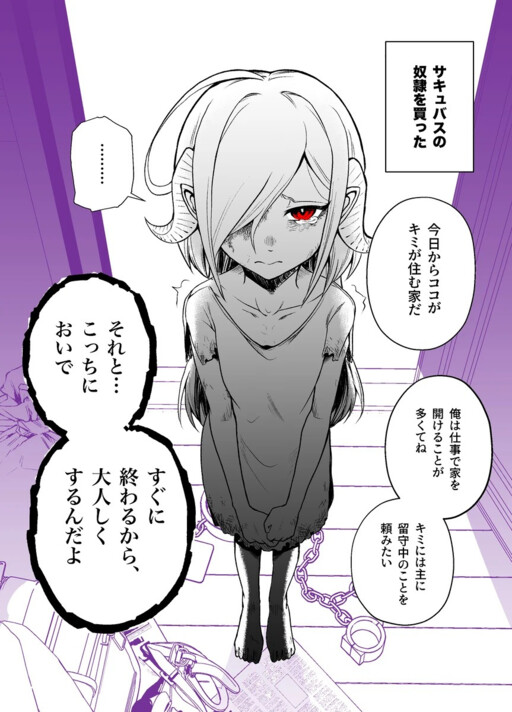 サキュバスの
奴隷を買った
今日からココが
キミが住む家だ
………
俺は仕事で家を
開けることが
多くてね
キミには主に
留守中のことを
頼みたい
それと…
こっちに
おいで
すぐに
終わるから、
大人しく
するんだよ